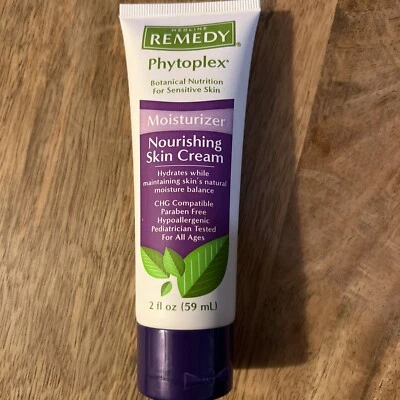 MEDLINE
REMEDY®
Phytoplex®
Botanical Nutrition
For Sensitive Skin
Moisturizer
Nourishing
Skin Cream
Hydrates while
maintaining skin's natural
moisture balance
CHG Compatible
Paraben Free
Hypoallergenic
Pediatrician Tested
For All Ages
2 fl oz (59 mL)